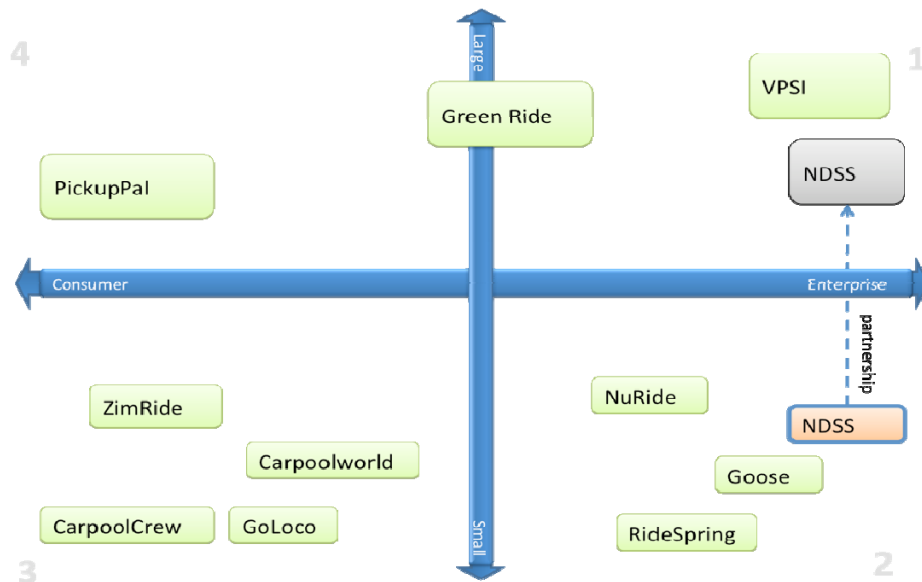 4
Large
1
VPSI
Green Ride
NDSS
PickupPal
Consumer
Enterprise
partnership
ZimRide
NuRide
NDSS
Carpoolworld
Goose
CarpoolCrew
GoLoco
RideSpring
Small
3
2